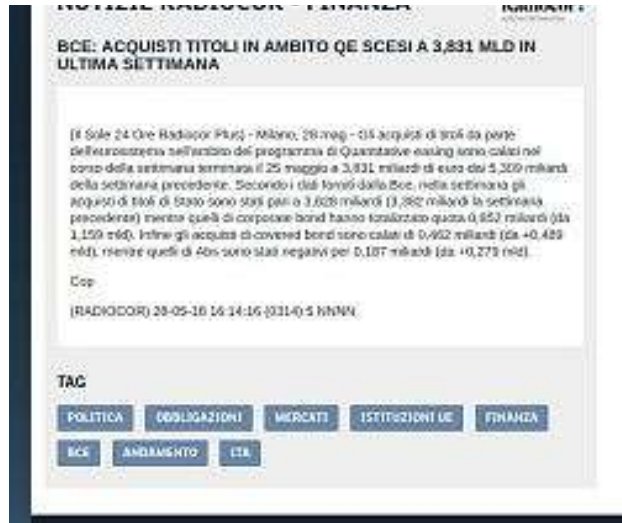 NOTIZIE RADIOCOR - FINANZA
BCE: ACQUISTI TITOLI IN AMBITO QE SCESI A 3,831 MLD IN
ULTIMA SETTIMANA
(Il Sole 24 Ore Radiocor Plus) - Milano, 28 mag - Gli acquisti di titoli da parte
dell'eurosistema nell'ambito del programma di Quantitative easing sono calati nel
corso della settimana terminata il 25 maggio a 3,831 miliardi di euro dai 5,309 miliardi
della settimana precedente. Secondo i dati forniti dalla Bce, nella settimana gli
acquisti di titoli di Stato sono stati pari a 3,628 miliardi (3,392 miliardi la settimana
precedente) mentre quelli di corporate bond hanno totalizzato quota 0,852 miliardi (da
1,159 mld). Infine gli acquisti di covered bond sono calati di 0,462 miliardi (da +0,489
mld), mentre quelli di Abs sono stati negativi per 0,187 miliardi (da +0,279 mld).
Cop
(RADIOCOR) 28-05-18 16:14:16 (0314) 5 NNNN
TAG
POLITICA OBBLIGAZIONI MERCATI ISTITUZIONI UE FINANZA
BCE ANDAMENTO ITA